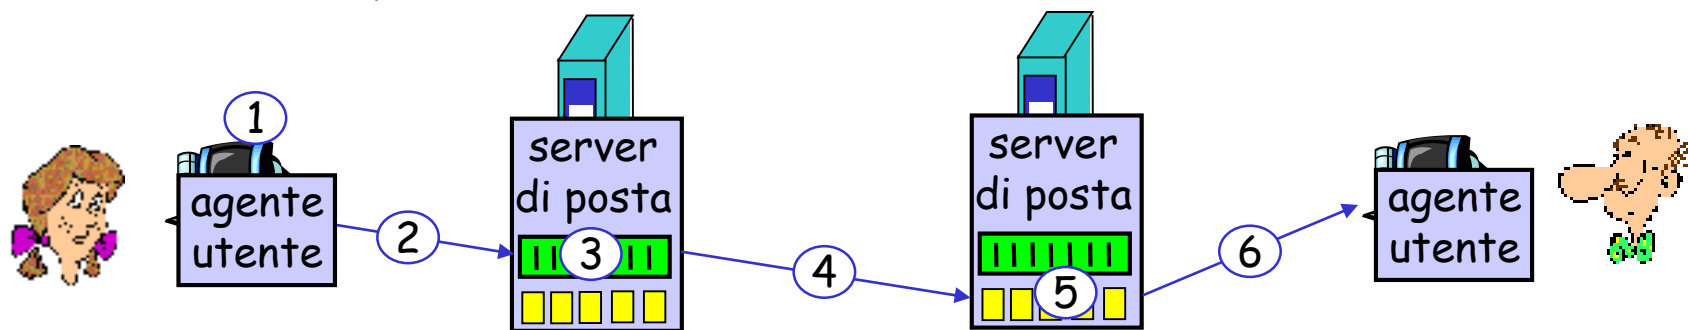 1
agente
utente
2
server
di posta
3
4
server
di posta
5
6
agente
utente